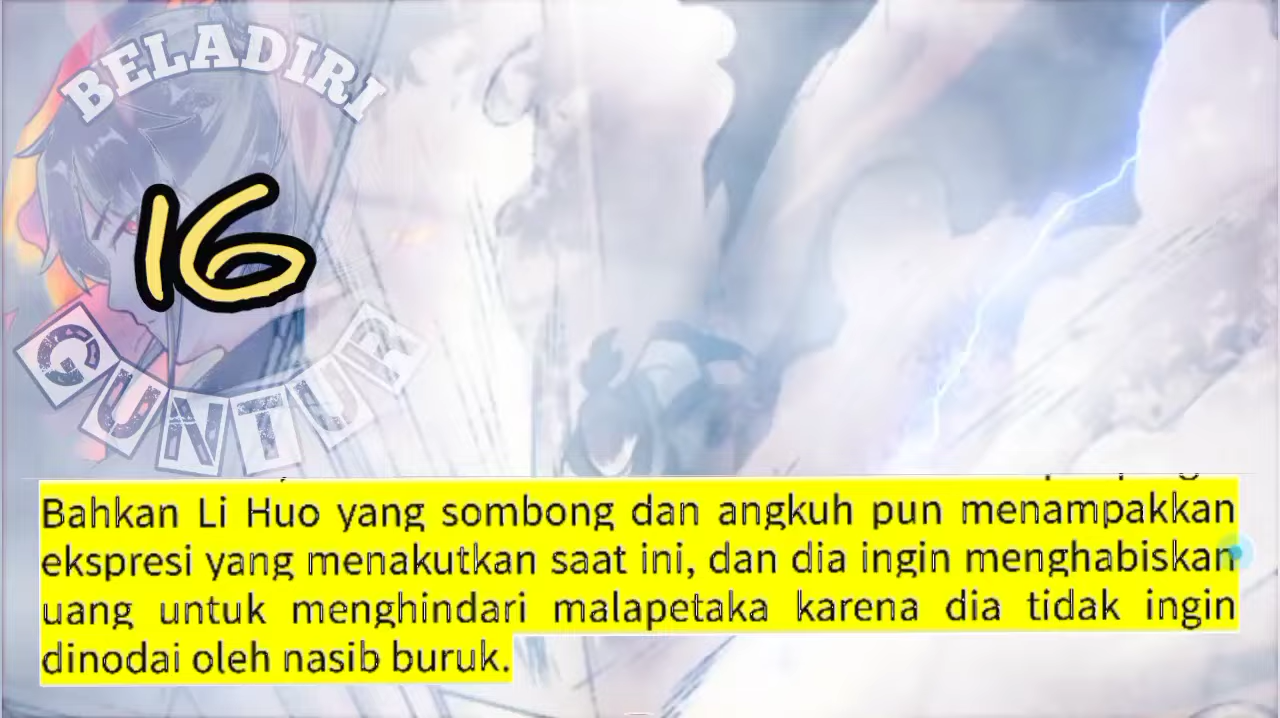 BELADIRI
16
GUNTUR
Bahkan Li Huo yang sombong dan angkuh pun menampakkan
ekspresi yang menakutkan saat ini, dan dia ingin menghabiskan
uang untuk menghindari malapetaka karena dia tidak ingin
dinodai oleh nasib buruk.